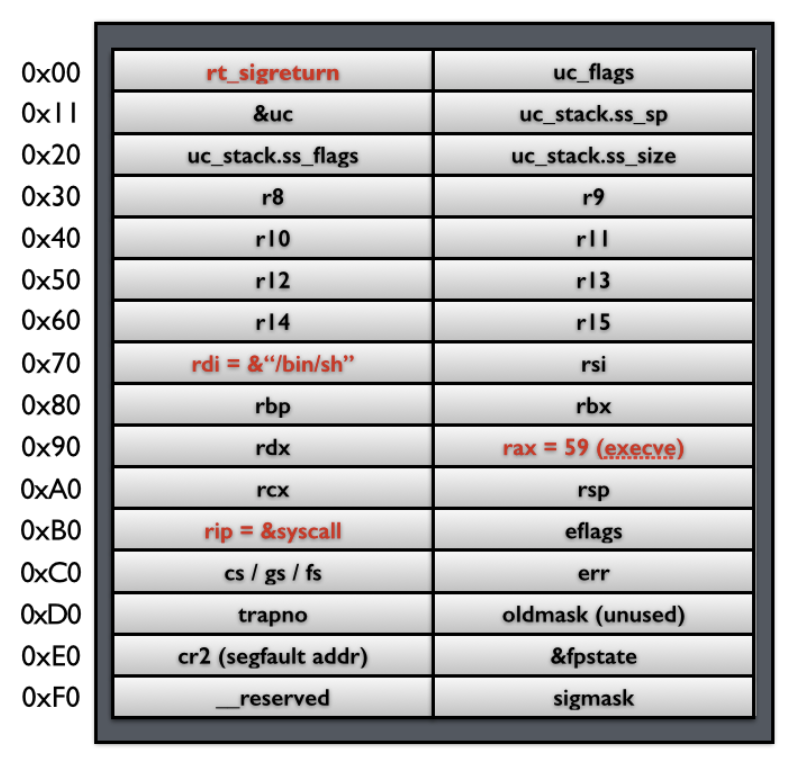 0x00 rt_sigreturn uc_flags
0x11 &uc uc_stack.ss_sp
0x20 uc_stack.ss_flags uc_stack.ss_size
0x30 r8 r9
0x40 r10 r11
0x50 r12 r13
0x60 r14 r15
0x70 rdi = &“/bin/sh” rsi
0x80 rbp rbx
0x90 rdx rax = 59 (execve)
0xA0 rcx rsp
0xB0 rip = &syscall eflags
0xC0 cs / gs / fs err
0xD0 trapno oldmask (unused)
0xE0 cr2 (segfault addr) &fpstate
0xF0 __reserved sigmask